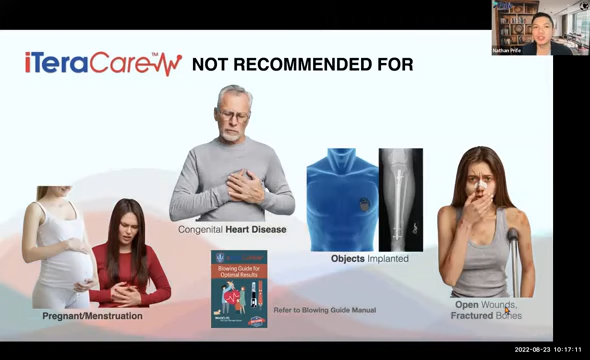 Nathan Prife
iTeraCare™ NOT RECOMMENDED FOR
Congenital Heart Disease
Objects Implanted
Pregnant/Menstruation
Blowing Guide for
Optimal Results
Refer to Blowing Guide Manual
Open Wounds,
Fractured Bones
2022-08-23 10:17:11